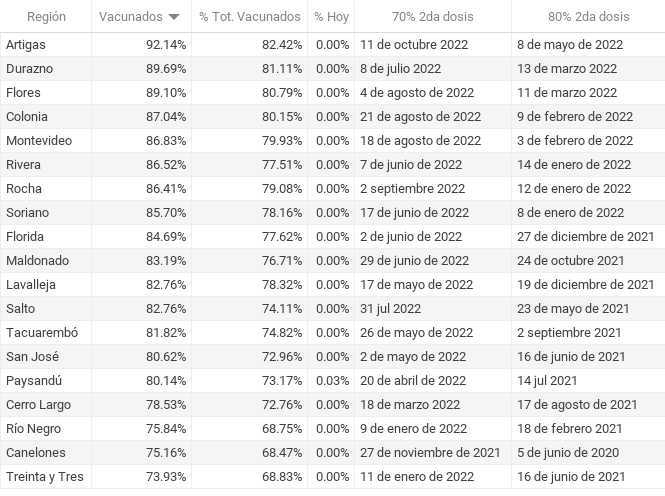 Región Vacunados % Tot. Vacunados % Hoy 70% 2da dosis 80% 2da dosis
Artigas 92.14% 82.42% 0.00% 11 de octubre 2022 8 de mayo de 2022
Durazno 89.69% 81.11% 0.00% 8 de julio 2022 13 de marzo 2022
Flores 89.10% 80.79% 0.00% 4 de agosto de 2022 11 de marzo 2022
Colonia 87.04% 80.15% 0.00% 21 de agosto de 2022 9 de febrero de 2022
Montevideo 86.83% 79.93% 0.00% 18 de agosto de 2022 3 de febrero de 2022
Rivera 86.52% 77.51% 0.00% 7 de junio de 2022 14 de enero de 2022
Rocha 86.41% 79.08% 0.00% 2 septiembre 2022 12 de enero de 2022
Soriano 85.70% 78.16% 0.00% 17 de junio de 2022 8 de enero de 2022
Florida 84.69% 77.62% 0.00% 2 de junio de 2022 27 de diciembre de 2021
Maldonado 83.19% 76.71% 0.00% 29 de junio de 2022 24 de octubre 2021
Lavalleja 82.76% 78.32% 0.00% 17 de mayo de 2022 19 de diciembre de 2021
Salto 82.76% 74.11% 0.00% 31 jul 2022 23 de mayo de 2021
Tacuarembó 81.82% 74.82% 0.00% 26 de mayo de 2022 2 septiembre 2021
San José 80.62% 72.96% 0.00% 2 de mayo de 2022 16 de junio de 2021
Paysandú 80.14% 73.17% 0.03% 20 de abril de 2022 14 jul 2021
Cerro Largo 78.53% 72.76% 0.00% 18 de marzo 2022 17 de agosto de 2021
Río Negro 75.84% 68.75% 0.00% 9 de enero de 2022 18 de febrero 2021
Canelones 75.16% 68.47% 0.00% 27 de noviembre de 2021 5 de junio de 2020
Treinta y Tres 73.93% 68.83% 0.00% 11 de enero de 2022 16 de junio de 2021